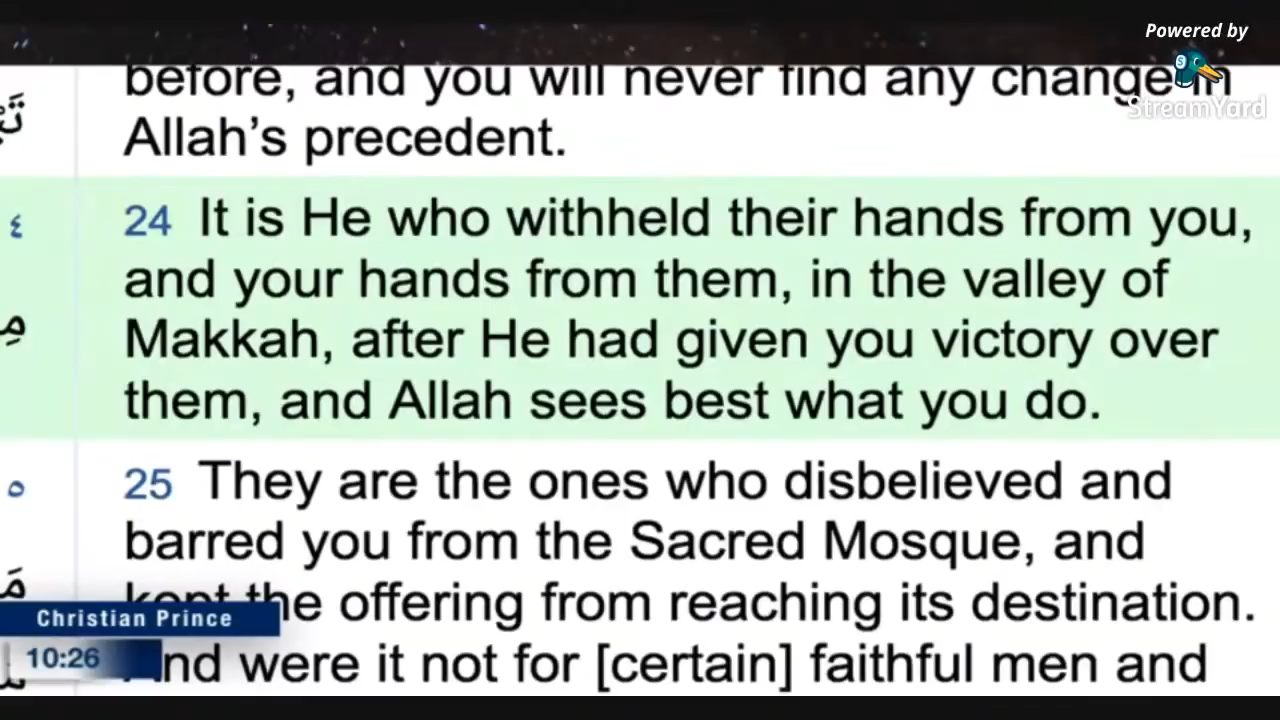 Powered by
StreamYard
before, and you will never find any change in
Allah's precedent.
٤
24 It is He who withheld their hands from you,
and your hands from them, in the valley of
Makkah, after He had given you victory over
them, and Allah sees best what you do.
٥
25 They are the ones who disbelieved and
barred you from the Sacred Mosque, and
kept the offering from reaching its destination.
And were it not for [certain] faithful men and
Christian Prince
10:26